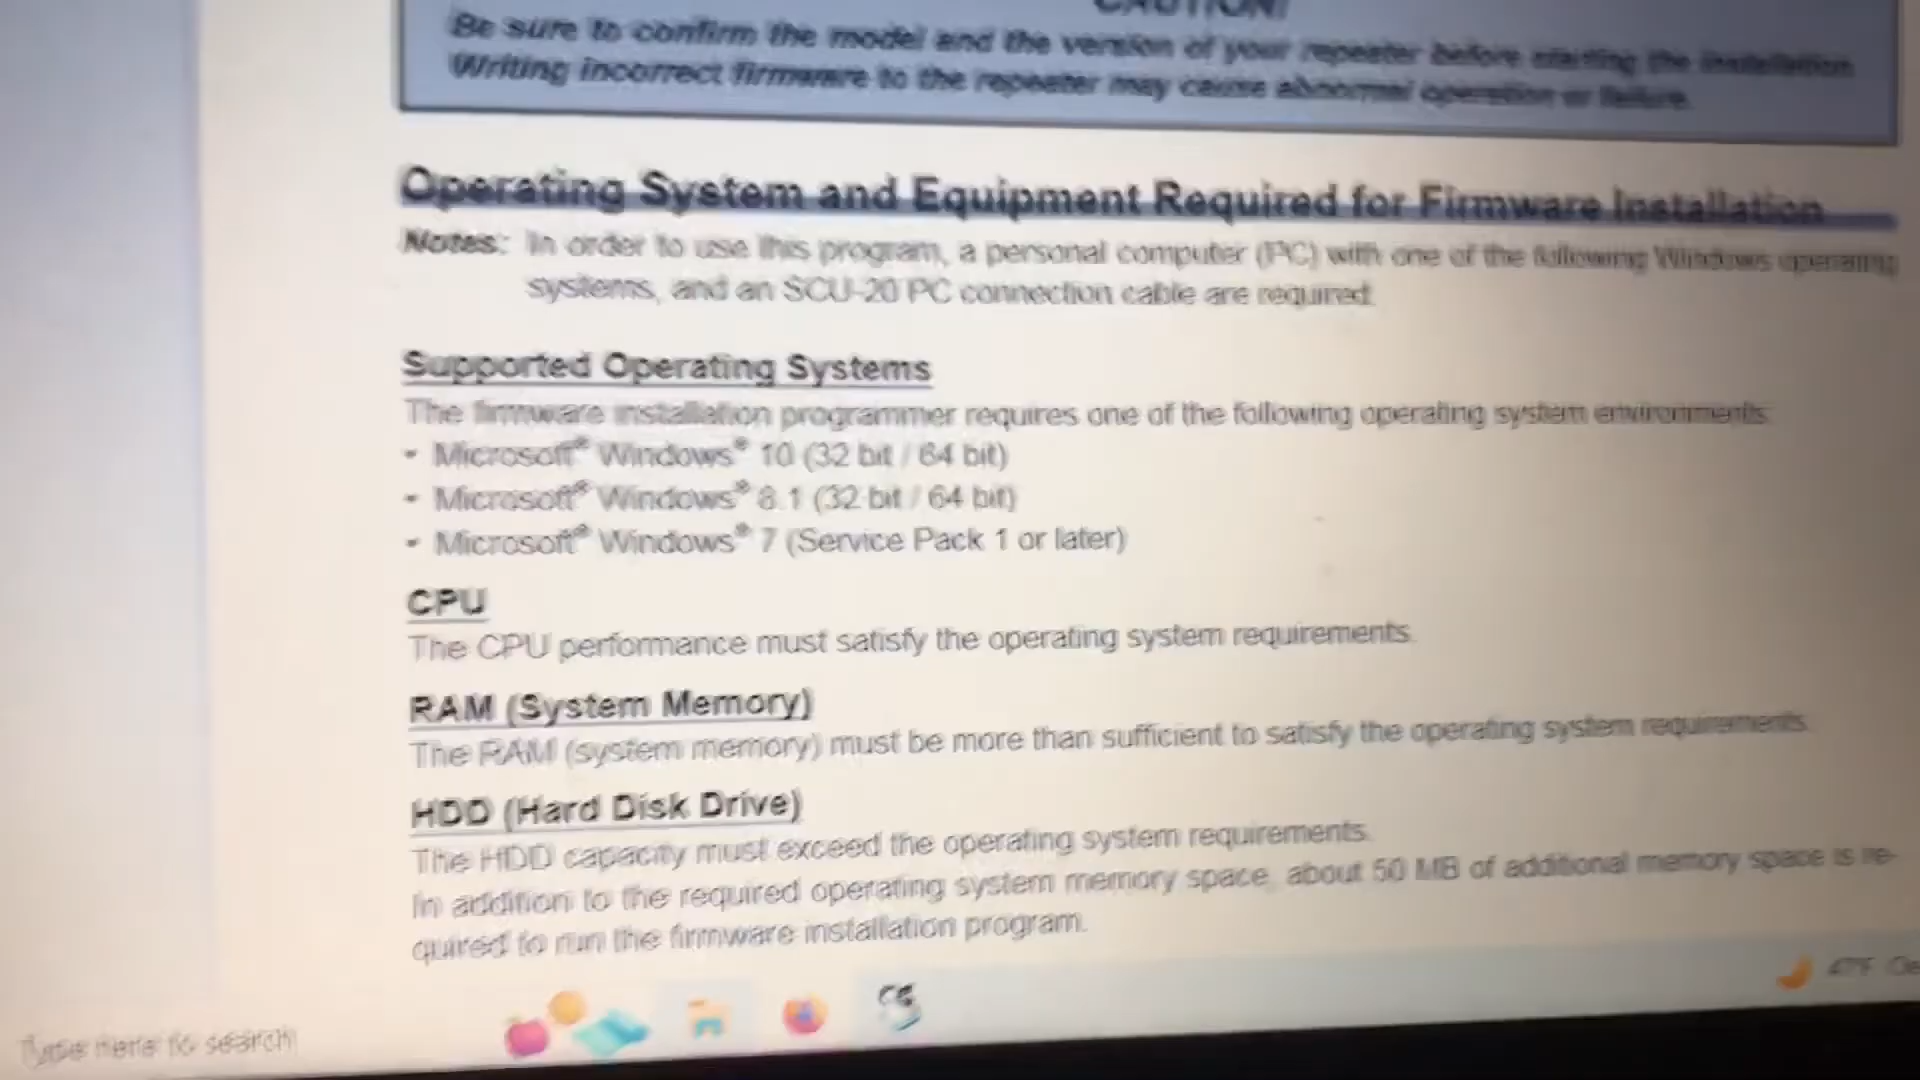 CAUTION!
Be sure to confirm the model and the version of your repeater before starting the installation
Writing incorrect firmware to the repeater may cause abnormal operation or failure.
Operating System and Equipment Required for Firmware Installation
Notes: In order to use this program, a personal computer (PC) with one of the following Windows operating
systems, and an SCU-20 PC connection cable are required.
Supported Operating Systems
The firmware installation programmer requires one of the following operating system environments.
• Microsoft® Windows® 10 (32 bit / 64 bit)
• Microsoft® Windows® 8.1 (32 bit / 64 bit)
• Microsoft® Windows® 7 (Service Pack 1 or later)
CPU
The CPU performance must satisfy the operating system requirements.
RAM (System Memory)
The RAM (system memory) must be more than sufficient to satisfy the operating system requirements.
HDD (Hard Disk Drive)
The HDD capacity must exceed the operating system requirements.
In addition to the required operating system memory space, about 50 MB of additional memory space is re-
quired to run the firmware installation program.
Type here to search